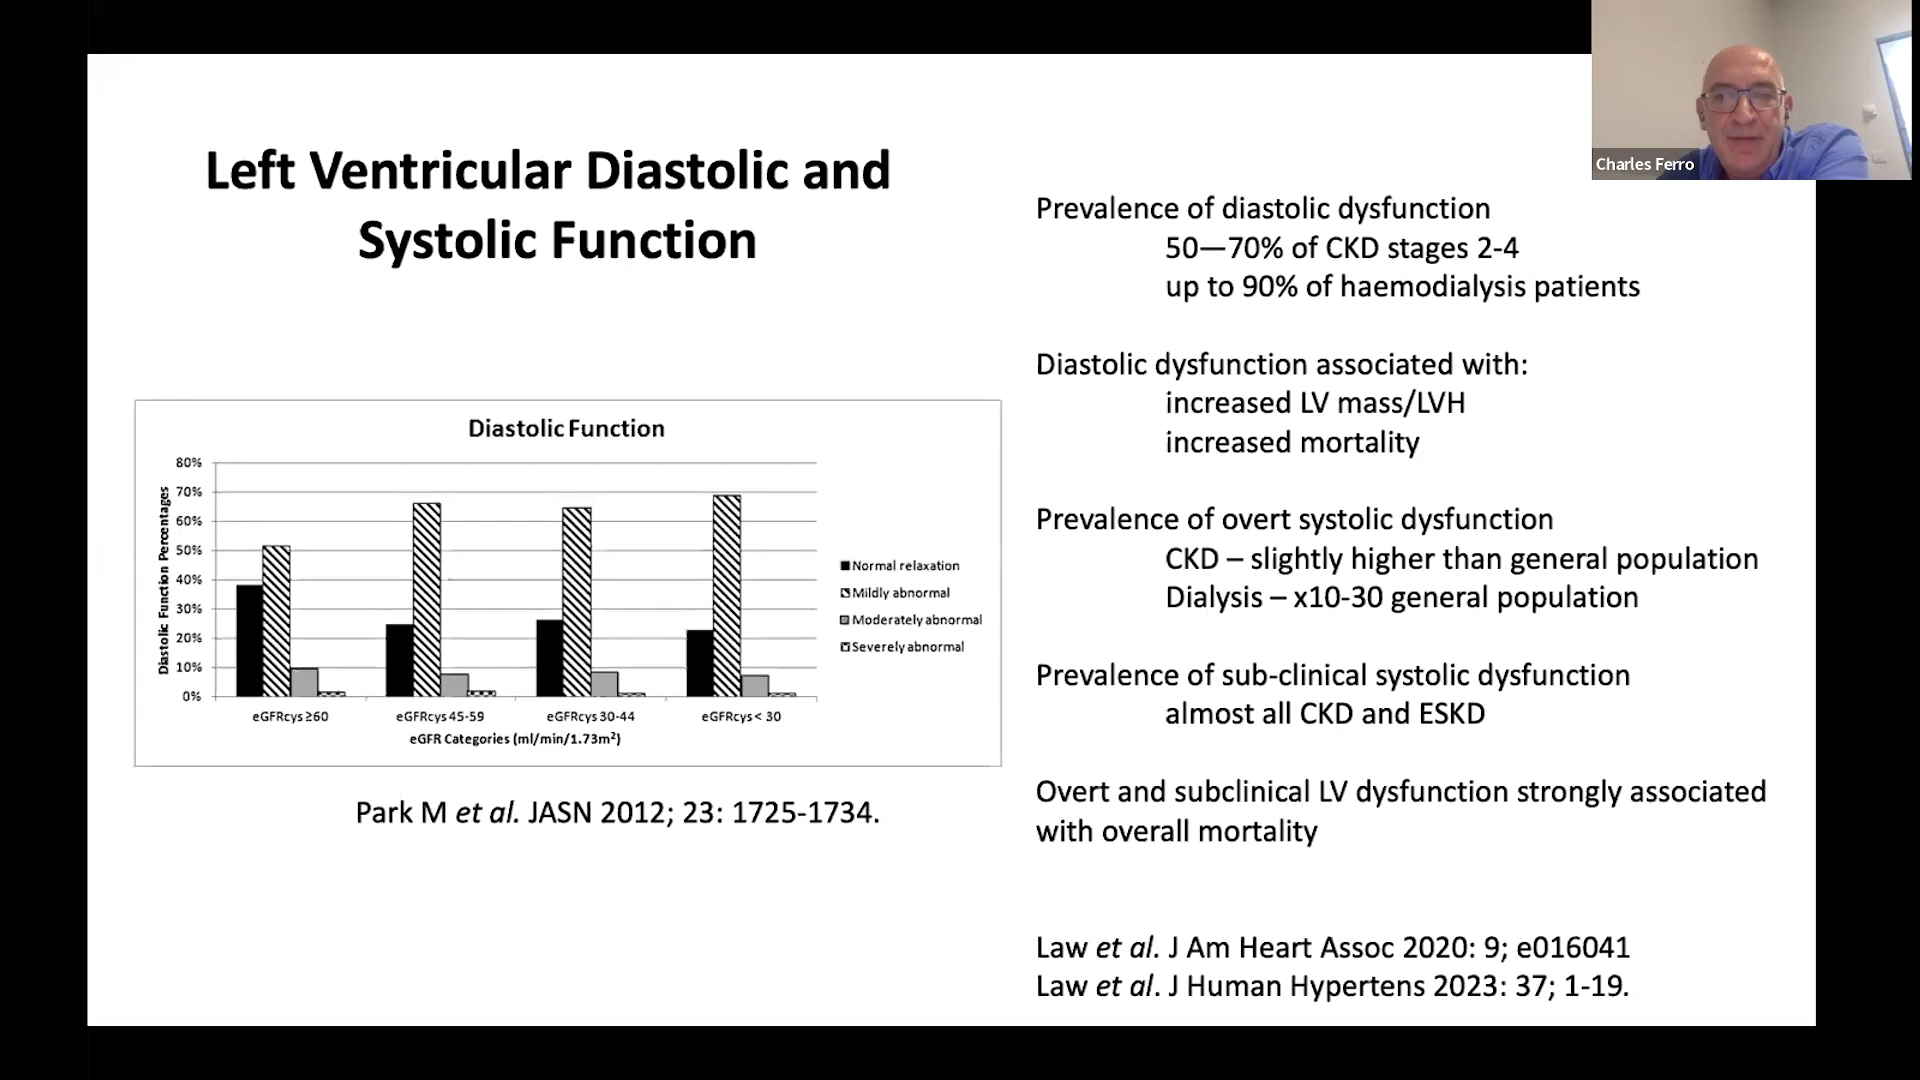 Charles Ferro
Left Ventricular Diastolic and
Systolic Function
Diastolic Function
Diastolic Function Percentages
80%
70%
60%
50%
40%
30%
20%
10%
0%
eGFRcys ≥60
eGFRcys 45-59
eGFRcys 30-44
eGFRcys < 30
eGFR Categories (ml/min/1.73m²)
Normal relaxation
Mildly abnormal
Moderately abnormal
Severely abnormal
Park M et al. JASN 2012; 23: 1725-1734.
Prevalence of diastolic dysfunction
50—70% of CKD stages 2-4
up to 90% of haemodialysis patients
Diastolic dysfunction associated with:
increased LV mass/LVH
increased mortality
Prevalence of overt systolic dysfunction
CKD – slightly higher than general population
Dialysis – x10-30 general population
Prevalence of sub-clinical systolic dysfunction
almost all CKD and ESKD
Overt and subclinical LV dysfunction strongly associated
with overall mortality
Law et al. J Am Heart Assoc 2020: 9; e016041
Law et al. J Human Hypertens 2023: 37; 1-19.